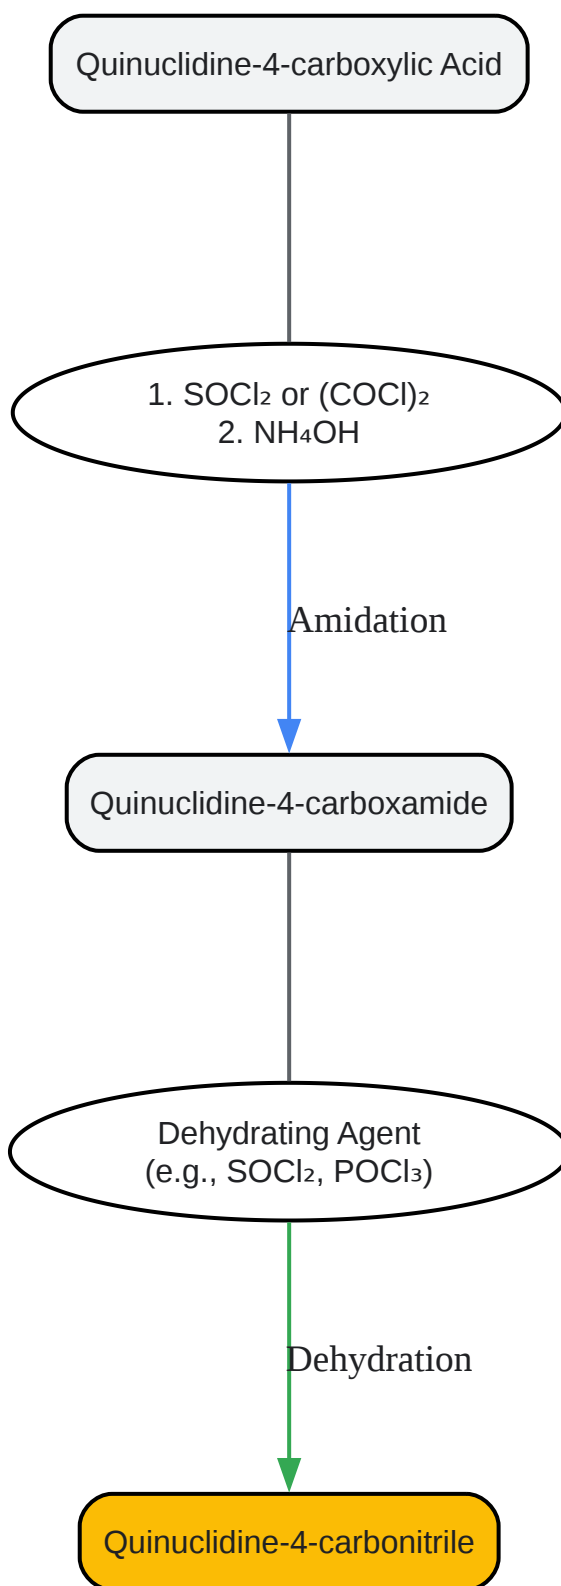 Quinuclidine-4-carboxylic Acid
1. SOCl₂ or (COCl)₂
2. NH₄OH
Amidation
Quinuclidine-4-carboxamide
Dehydrating Agent
(e.g., SOCl₂, POCl₃)
Dehydration
Quinuclidine-4-carbonitrile